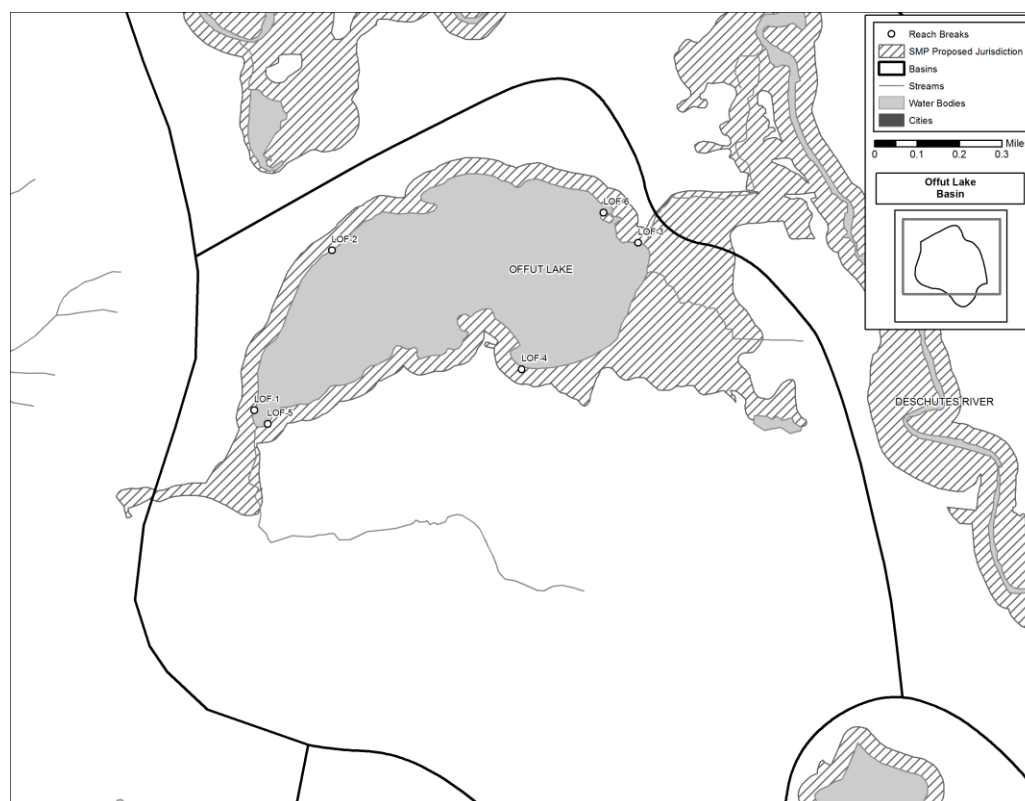 Reach Breaks
SMP Proposed Jurisdiction
Basins
Streams
Water Bodies
Cities
Miles
0 0.1 0.2 0.3
Offut Lake
Basin
LOF-6
LOF-3
LOF-2
OFFUT LAKE
LOF-4
DESCHUTES RIVER
LOF-1
LOF-5